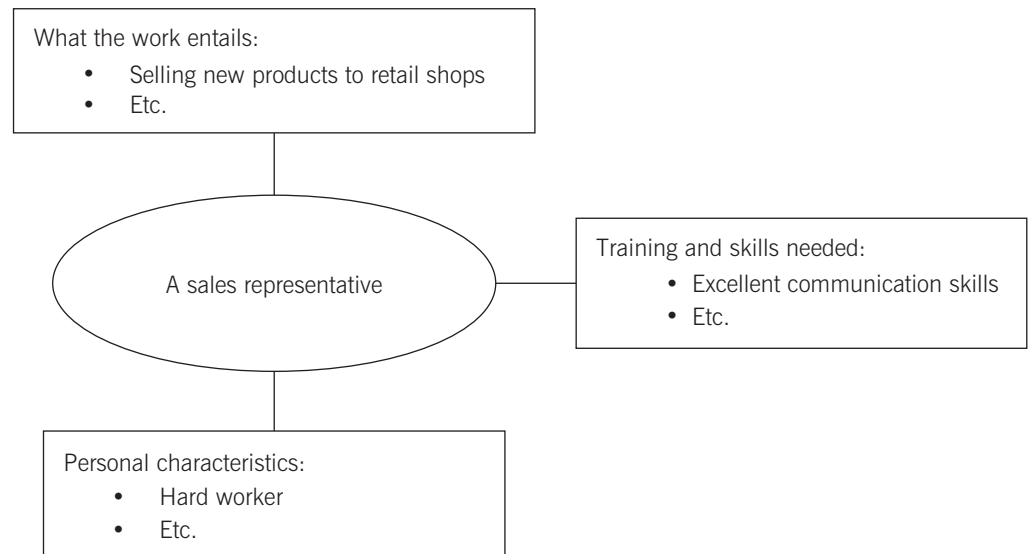 What the work entails:
• Selling new products to retail shops
• Etc.
A sales representative
Training and skills needed:
• Excellent communication skills
• Etc.
Personal characteristics:
• Hard worker
• Etc.